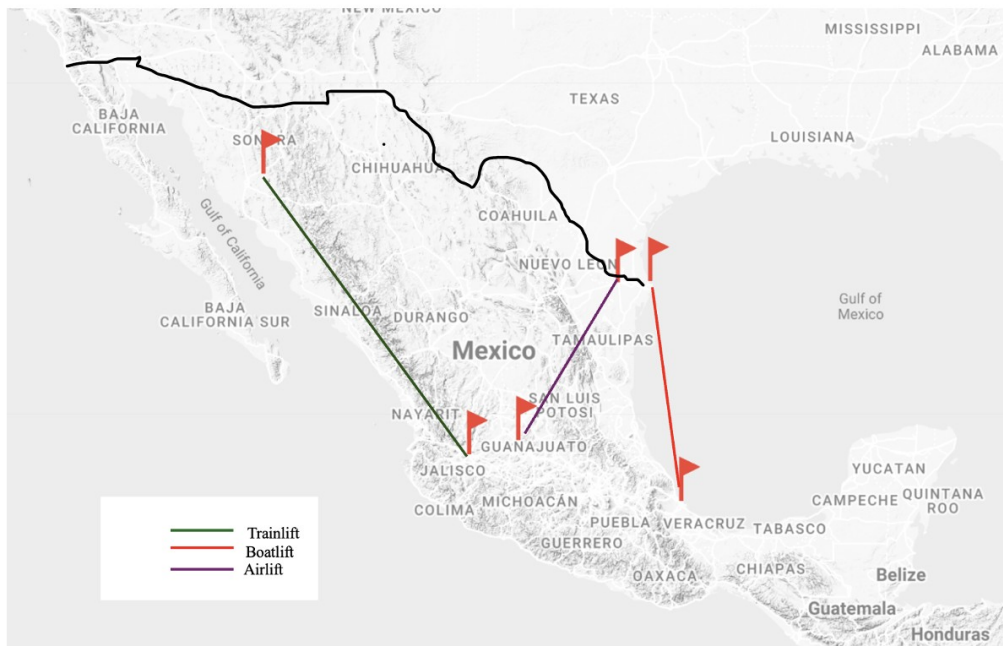 NEW MEXICO
MISSISSIPPI
ALABAMA
TEXAS
BAJA
CALIFORNIA
LOUISIANA
SONORA
CHIHUAHUA
COAHUILA
Gulf of California
NUEVO LEON
Gulf of
Mexico
BAJA
CALIFORNIA SUR
SINALOA
DURANGO
TAMAULIPAS
Mexico
SAN LUIS
POTOSI
NAYARIT
GUANAJUATO
JALISCO
YUCATAN
MICHOACÁN
CAMPECHE
QUINTANA
ROO
COLIMA
PUEBLA
VERACRUZ
TABASCO
GUERRERO
CHIAPAS
OAXACA
Belize
Guatemala
Honduras
Trainlift
Boatlift
Airlift